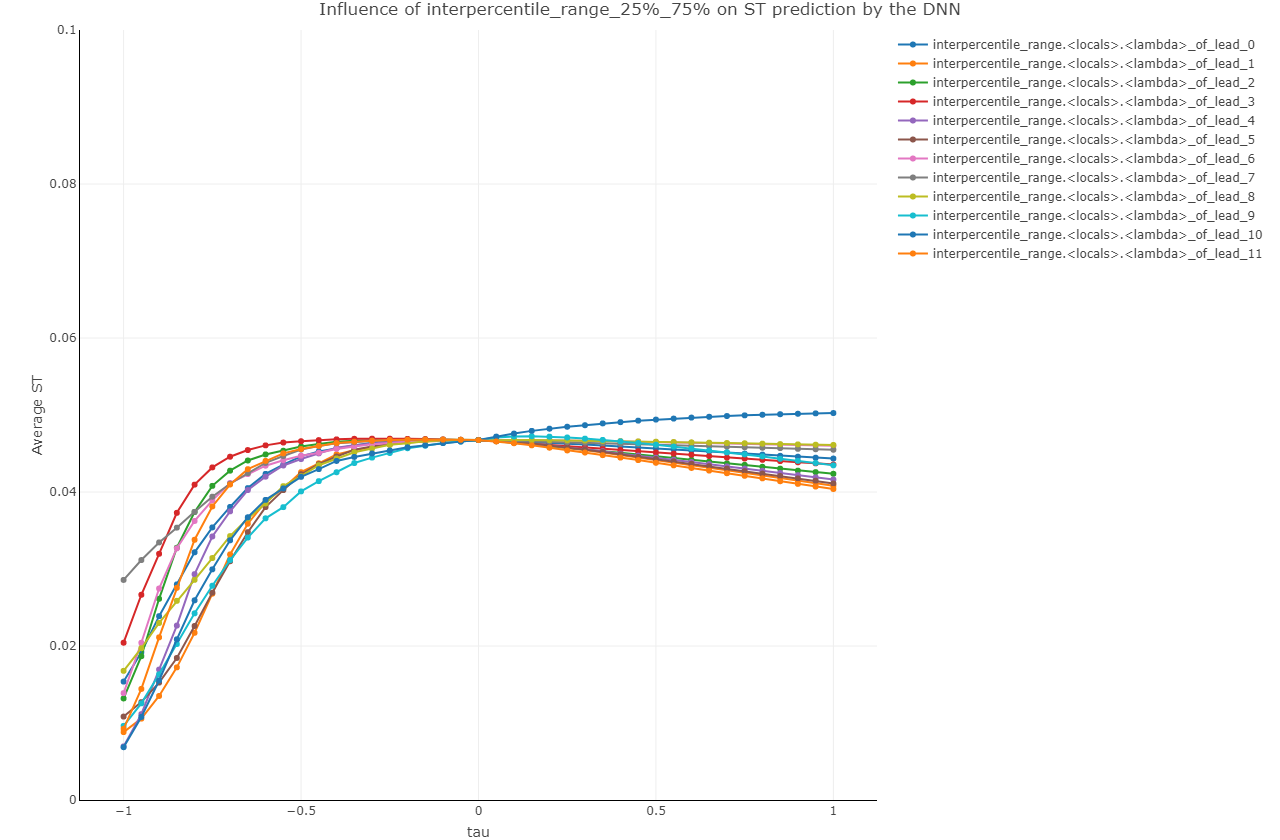 Influence of interpercentile_range_25%_75% on ST prediction by the DNN
0.1
0.08
0.06
0.04
0.02
0
Average ST
−1
−0.5
0
0.5
1
tau
interpercentile_range.<locals>.<lambda>_of_lead_0
interpercentile_range.<locals>.<lambda>_of_lead_1
interpercentile_range.<locals>.<lambda>_of_lead_2
interpercentile_range.<locals>.<lambda>_of_lead_3
interpercentile_range.<locals>.<lambda>_of_lead_4
interpercentile_range.<locals>.<lambda>_of_lead_5
interpercentile_range.<locals>.<lambda>_of_lead_6
interpercentile_range.<locals>.<lambda>_of_lead_7
interpercentile_range.<locals>.<lambda>_of_lead_8
interpercentile_range.<locals>.<lambda>_of_lead_9
interpercentile_range.<locals>.<lambda>_of_lead_10
interpercentile_range.<locals>.<lambda>_of_lead_11